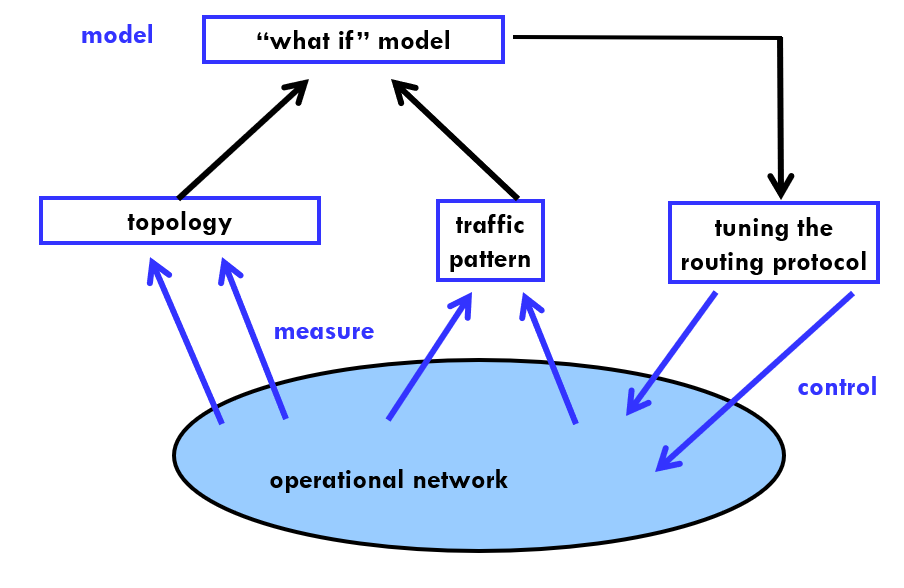 model
“what if” model
topology
traffic
pattern
tuning the
routing protocol
measure
control
operational network